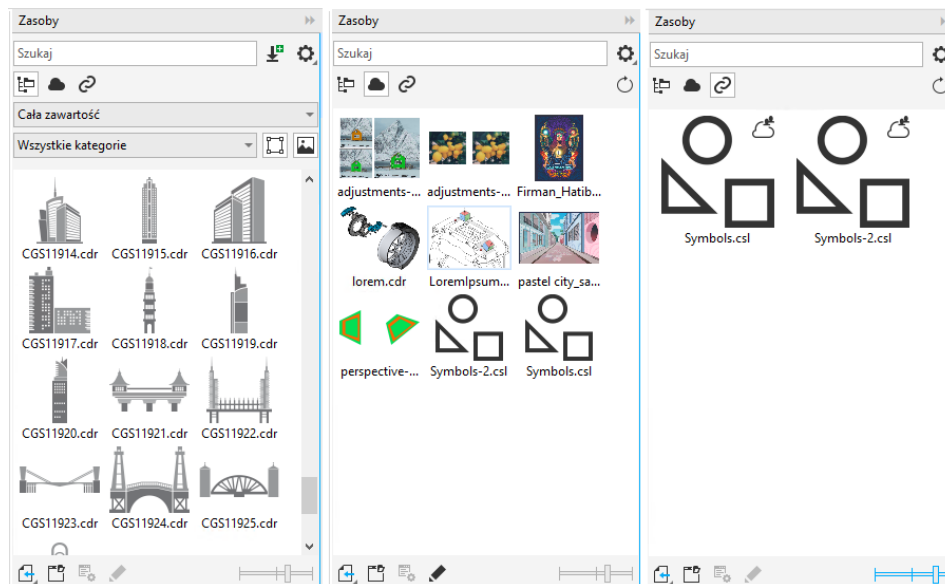 Zasoby
Szukaj
Cała zawartość
Wszystkie kategorie
CGS11914.cdr CGS11915.cdr CGS11916.cdr
CGS11917.cdr CGS11918.cdr CGS11919.cdr
CGS11920.cdr CGS11921.cdr CGS11922.cdr
CGS11923.cdr CGS11924.cdr CGS11925.cdr
Zasoby
Szukaj
adjustments-... adjustments-... Firman_Hatib...
lorem.cdr LoremIpsum... pastel city_sa...
perspective-... Symbols-2.csl Symbols.csl
Zasoby
Szukaj
Symbols.csl Symbols-2.csl